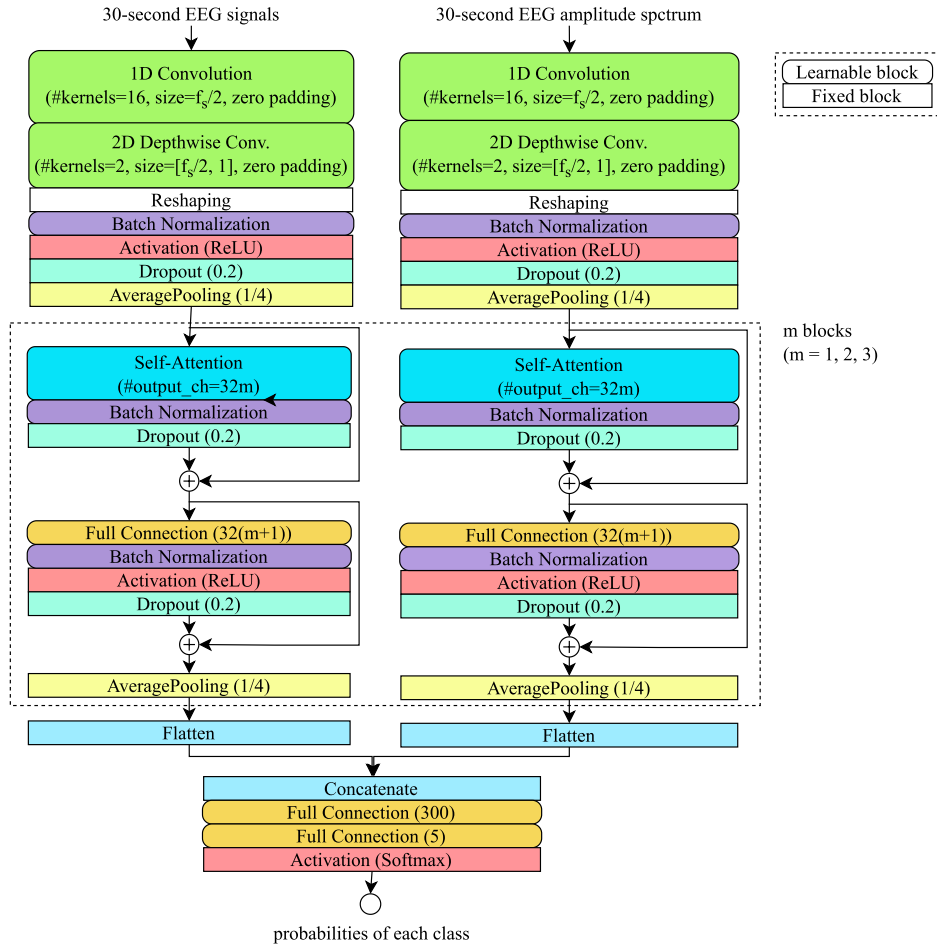 30-second EEG signals
1D Convolution
(#kernels=16, size=fs/2, zero padding)
2D Depthwise Conv.
(#kernels=2, size=[fs/2, 1], zero padding)
Reshaping
Batch Normalization
Activation (ReLU)
Dropout (0.2)
AveragePooling (1/4)
Self-Attention
(#output_ch=32m)
Batch Normalization
Dropout (0.2)
+
Full Connection (32(m+1))
Batch Normalization
Activation (ReLU)
Dropout (0.2)
+
AveragePooling (1/4)
Flatten
30-second EEG amplitude spctrum
1D Convolution
(#kernels=16, size=fs/2, zero padding)
2D Depthwise Conv.
(#kernels=2, size=[fs/2, 1], zero padding)
Reshaping
Batch Normalization
Activation (ReLU)
Dropout (0.2)
AveragePooling (1/4)
Self-Attention
(#output_ch=32m)
Batch Normalization
Dropout (0.2)
+
Full Connection (32(m+1))
Batch Normalization
Activation (ReLU)
Dropout (0.2)
+
AveragePooling (1/4)
Flatten
Learnable block
Fixed block
m blocks
(m = 1, 2, 3)
Concatenate
Full Connection (300)
Full Connection (5)
Activation (Softmax)
probabilities of each class